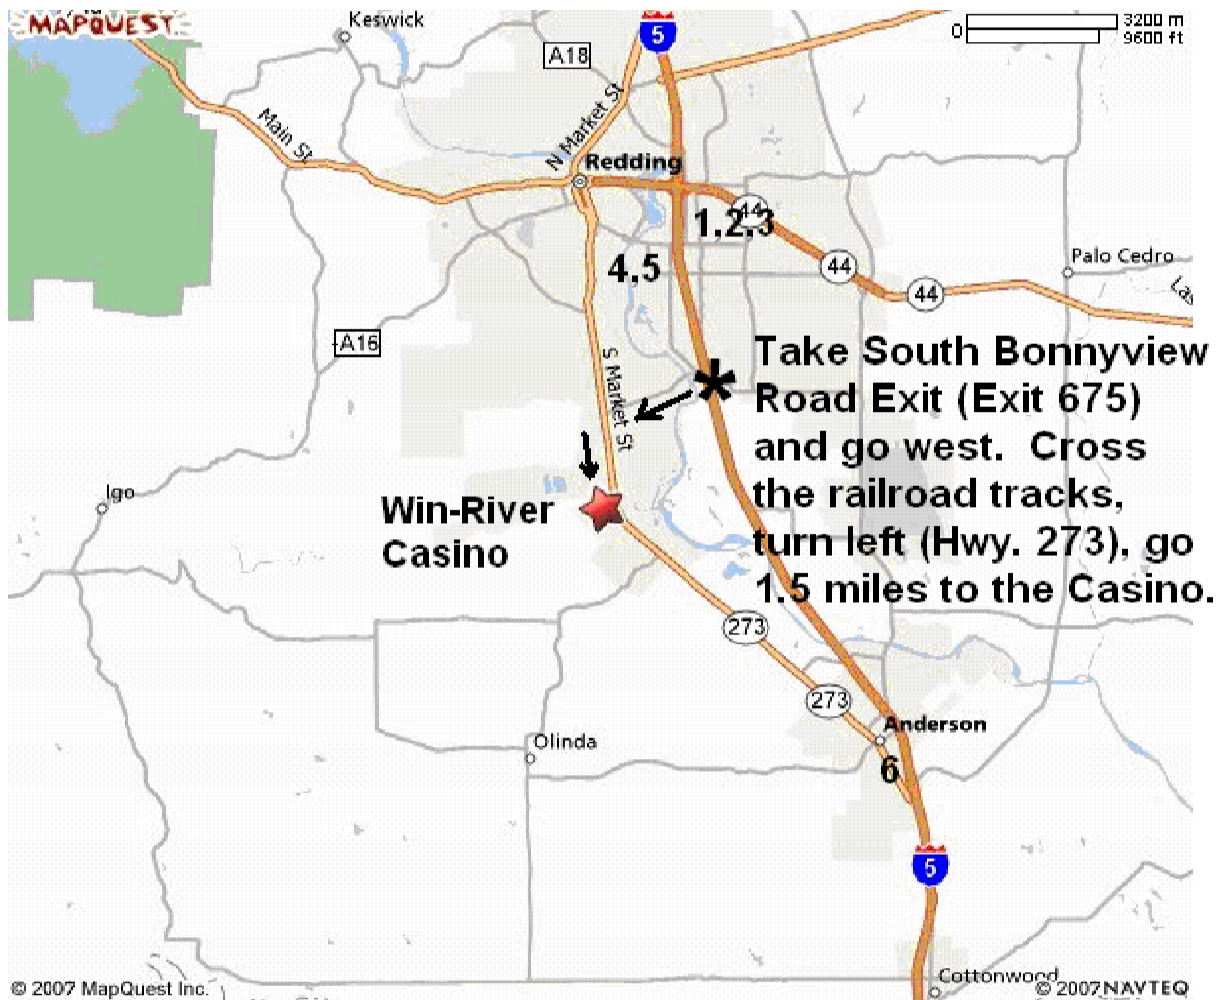 MAPQUEST
Keswick
5
3200 m
0
9600 ft
A18
N Market St
Main St
Redding
44
1,2,3
Palo Cedro
4,5
44
44
A16
S Market St
Take South Bonnyview
Road Exit (Exit 675)
and go west. Cross
the railroad tracks,
turn left (Hwy. 273), go
1.5 miles to the Casino.
Igo
Win-River
Casino
273
273
Anderson
Olinda
6
5
Cottonwood
© 2007 MapQuest Inc.
© 2007 NAVTEQ